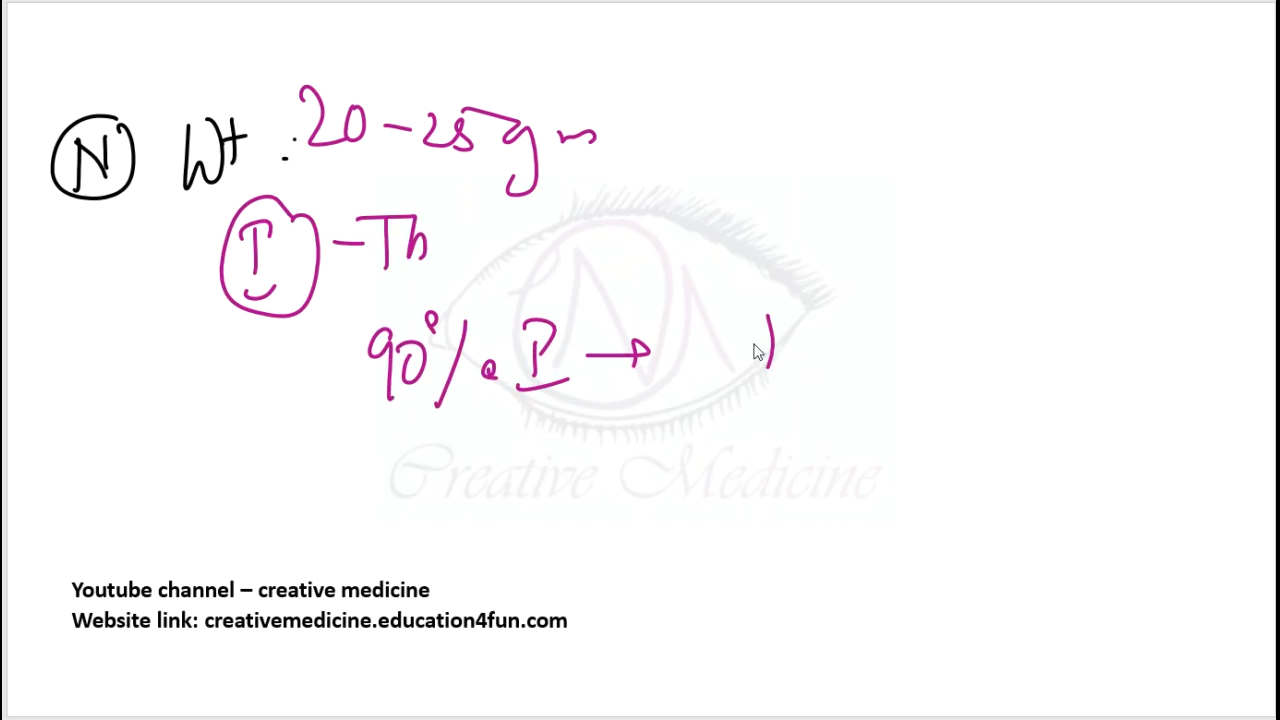 N Wt : 20-25 gm
T - Th
90% P →
Creative Medicine
Youtube channel – creative medicine
Website link: creativemedicine.education4fun.com